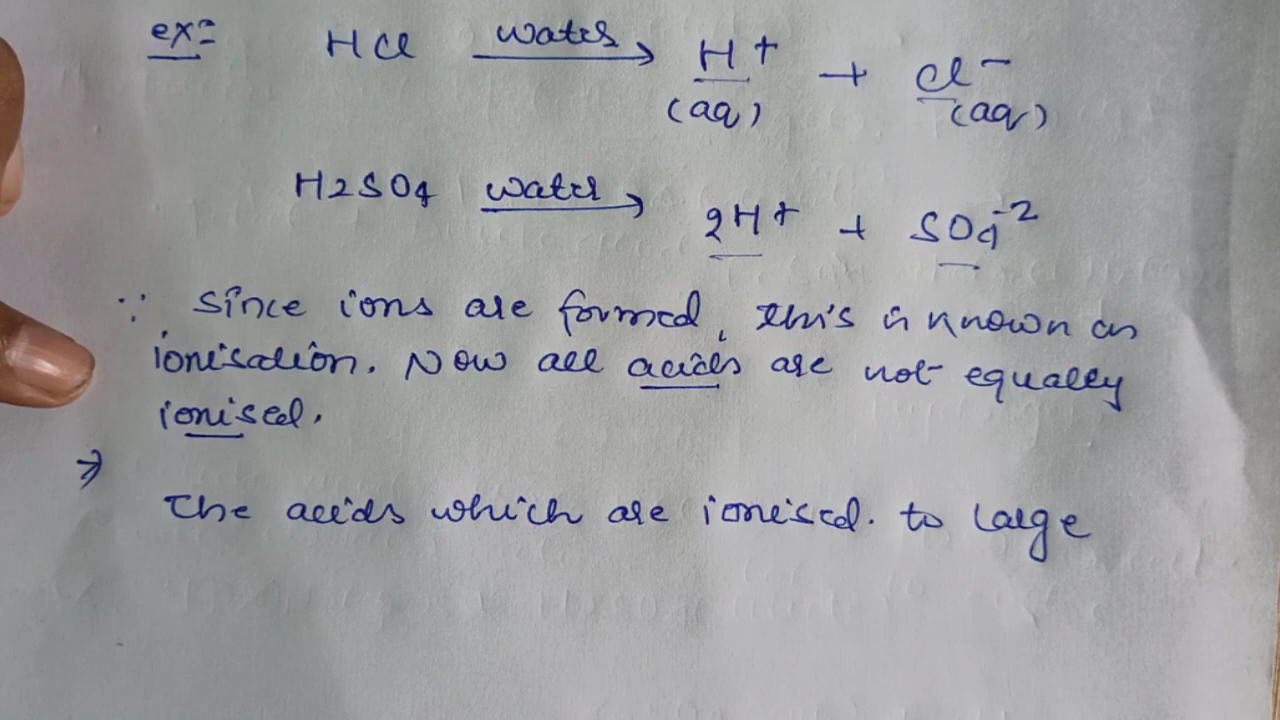 ex:- HCl water → H+ + Cl-
(aq) (aq)
H2SO4 water → 2H+ + SO4-2
∵ Since ions are formed, this is known as
ionisation. Now all acids are not equally
ionised.
⇒
The acids which are ionised. to large